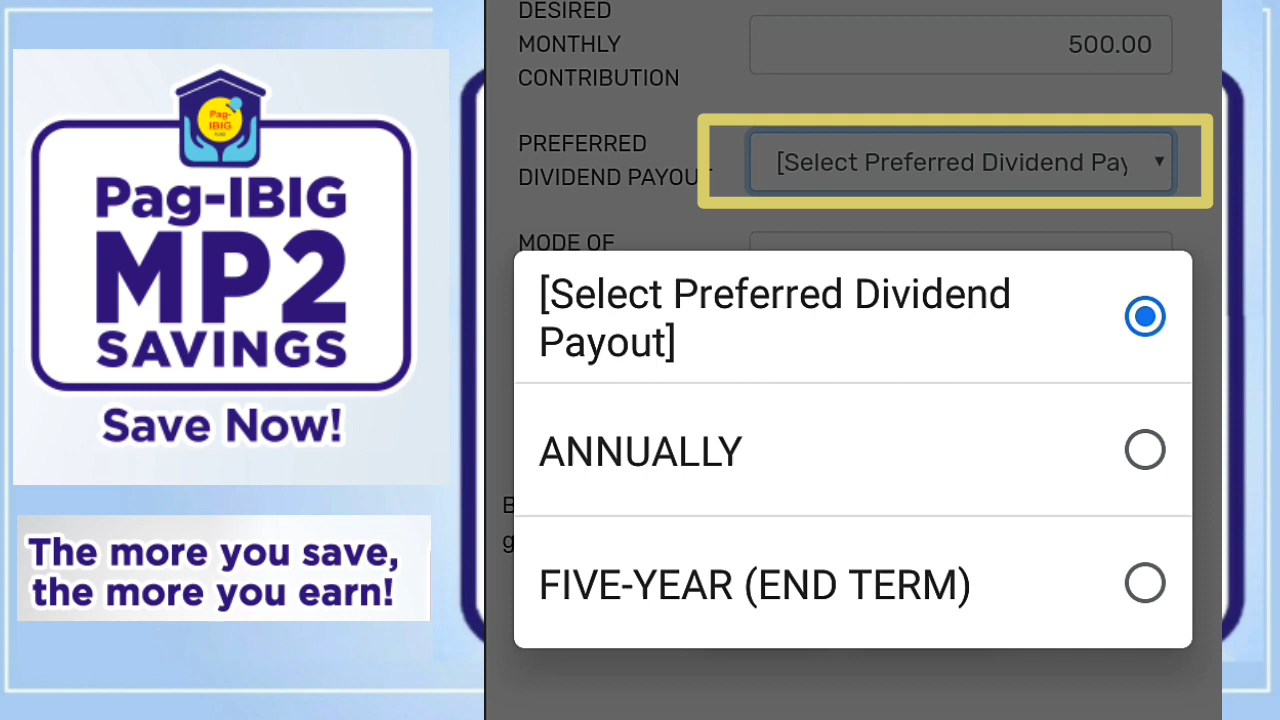 Pag-
IBIG
FUND
Pag-IBIG
MP2
SAVINGS
Save Now!
The more you save,
the more you earn!
DESIRED
MONTHLY
CONTRIBUTION
500.00
PREFERRED
DIVIDEND PAYOUT
[Select Preferred Dividend Pay
MODE OF
[Select Preferred Dividend
Payout]
ANNUALLY
FIVE-YEAR (END TERM)